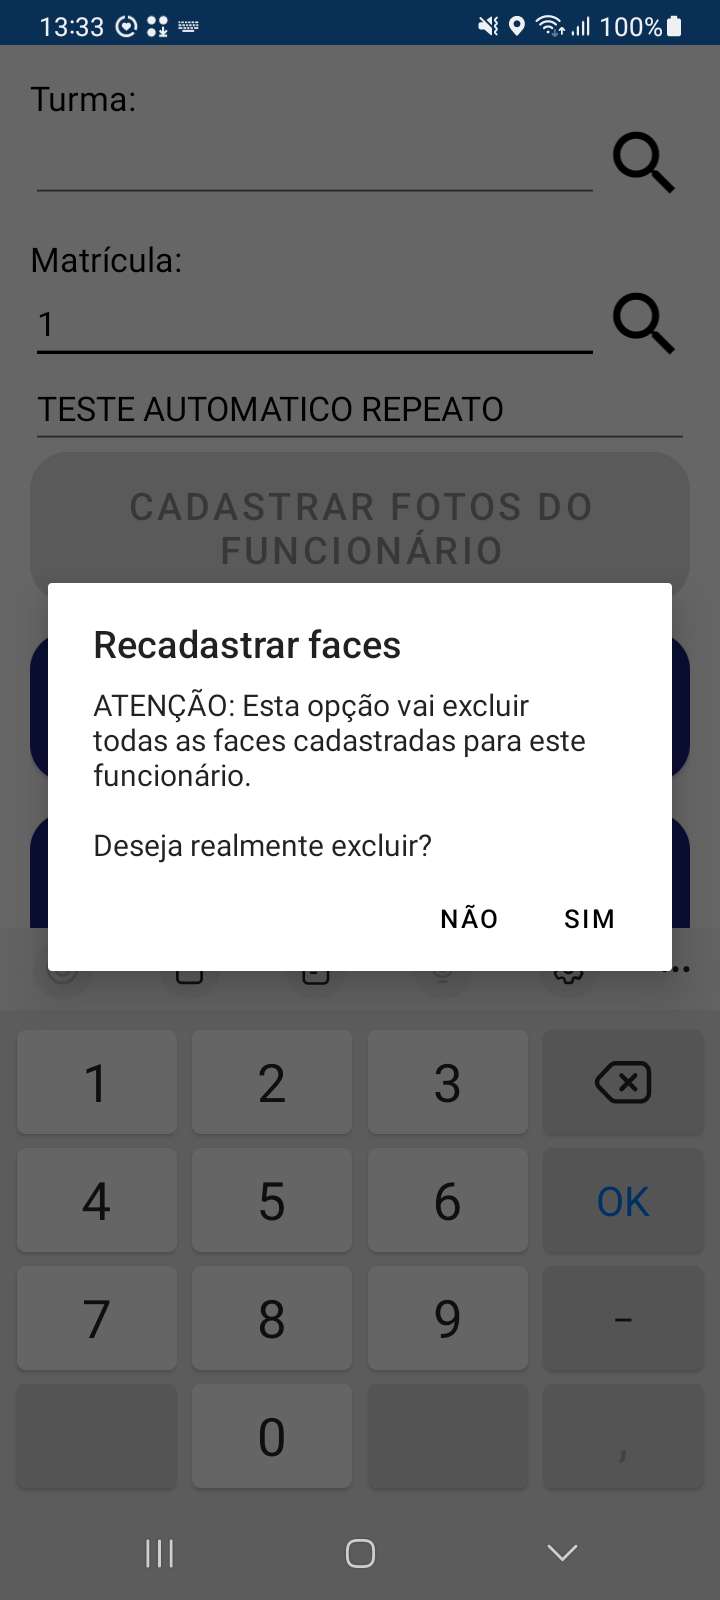 13:33
100%
Turma:
Matrícula:
1
TESTE AUTOMATICO REPEATO
CADASTRAR FOTOS DO
FUNCIONÁRIO
Recadastrar faces
ATENÇÃO: Esta opção vai excluir
todas as faces cadastradas para este
funcionário.
Deseja realmente excluir?
NÃO SIM
1 2 3
4 5 6 OK
7 8 9 -
0 ,